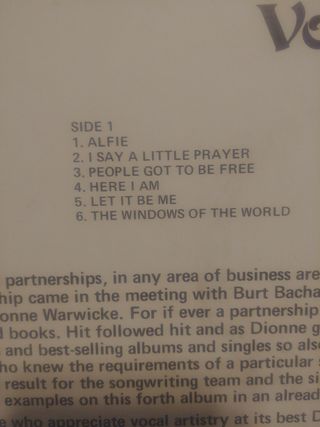 Vo
SIDE 1
1. ALFIE
2. I SAY A LITTLE PRAYER
3. PEOPLE GOT TO BE FREE
4. HERE I AM
5. LET IT BE ME
6. THE WINDOWS OF THE WORLD
partnerships, in any area of business are
hip came in the meeting with Burt Bacha
onne Warwicke. For if ever a partnership
d books. Hit followed hit and as Dionne g
s and best-selling albums and singles so also
ho knew the requirements of a particular s
result for the songwriting team and the si
examples on this forth album in an alread
e who appreciate vocal artistry at its best D